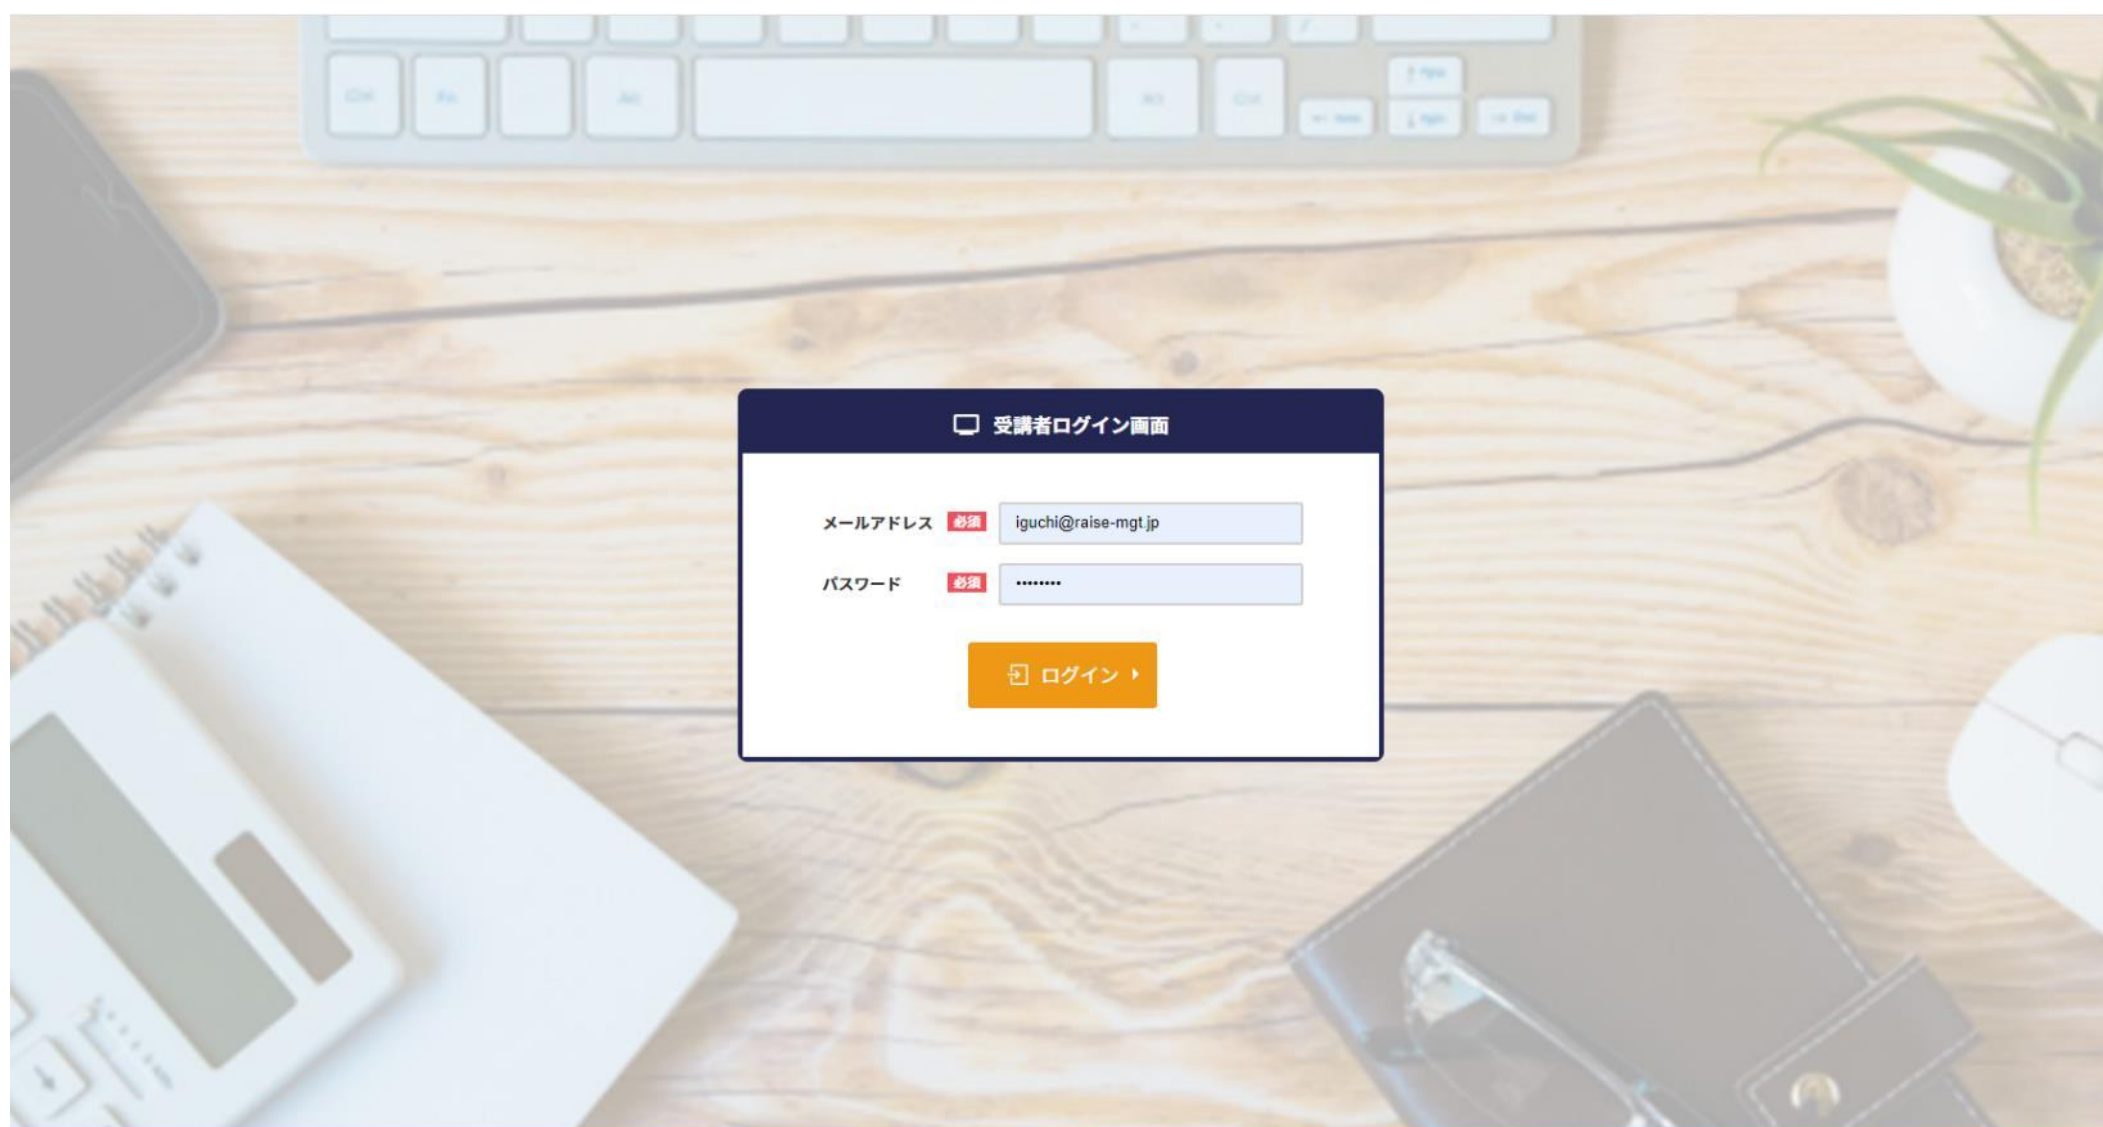 受講者ログイン画面
メールアドレス 必須 iguchi@raise-mgt.jp
パスワード 必須 ••••••••
ログイン